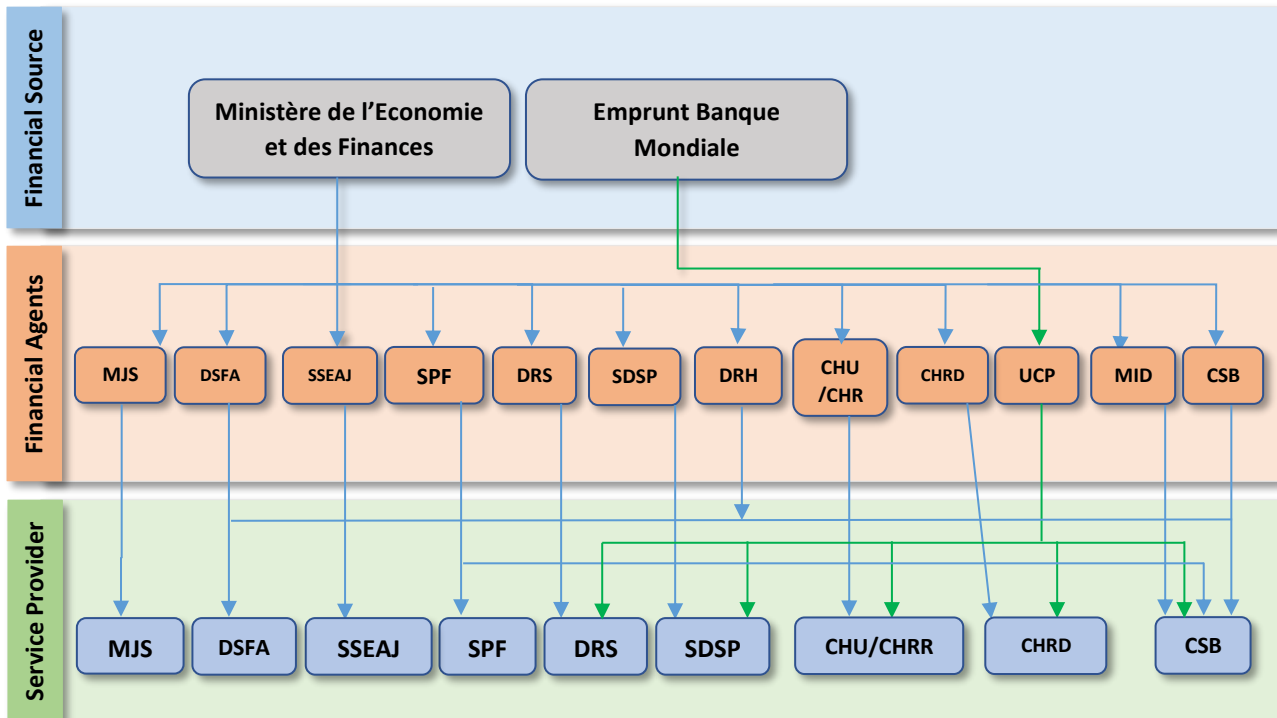 Financial Source
Ministère de l’Economie
et des Finances
Emprunt Banque
Mondiale
Financial Agents
MJS
DSFA
SSEAJ
SPF
DRS
SDSP
DRH
CHU
/CHR
CHRD
UCP
MID
CSB
Service Provider
MJS
DSFA
SSEAJ
SPF
DRS
SDSP
CHU/CHRR
CHRD
CSB